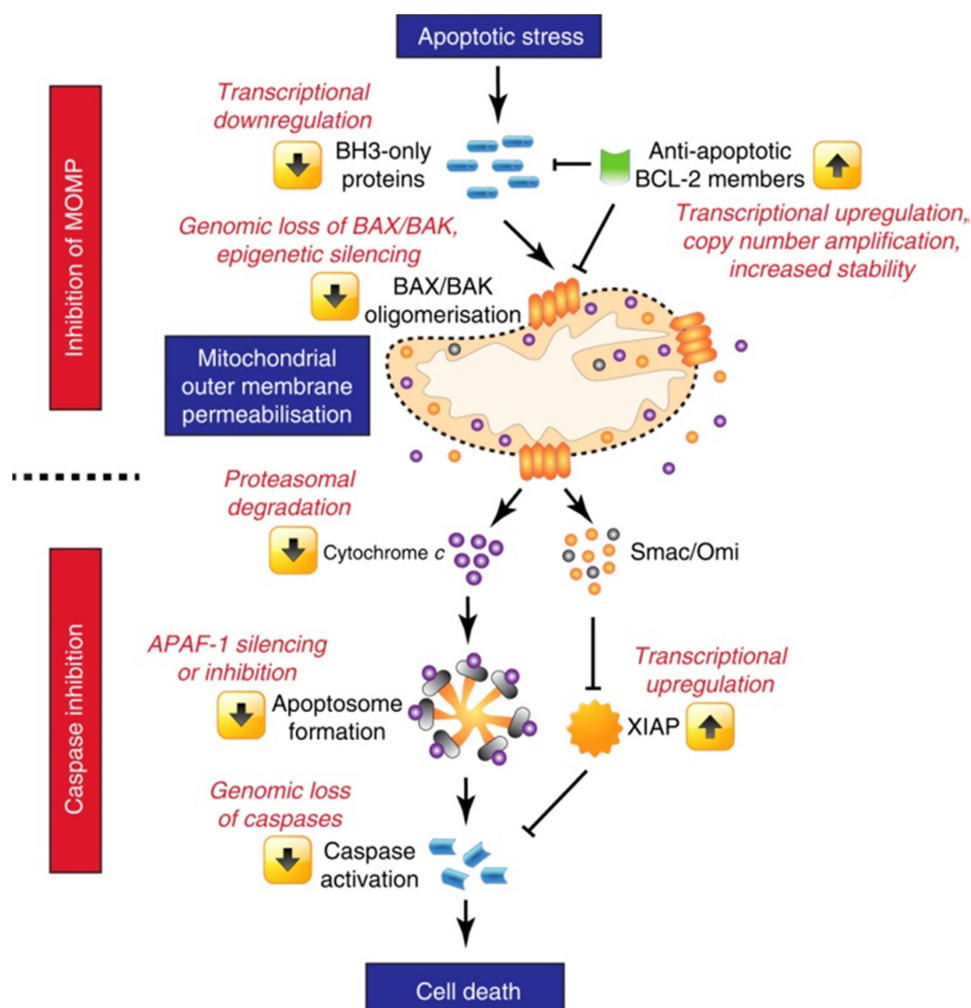 Apoptotic stress
Inhibition of MOMP
Transcriptional
downregulation
BH3-only
proteins
Anti-apoptotic
BCL-2 members
Transcriptional upregulation,,
copy number amplification,
increased stability
Genomic loss of BAX/BAK,
epigenetic silencing
BAX/BAK
oligomerisation
Mitochondrial
outer membrane
permeabilisation
Caspase inhibition
Proteasomal
degradation
Cytochrome c
Smac/Omi
APAF-1 silencing
or inhibition
Apoptosome
formation
Transcriptional
upregulation
XIAP
Genomic loss
of caspases
Caspase
activation
Cell death